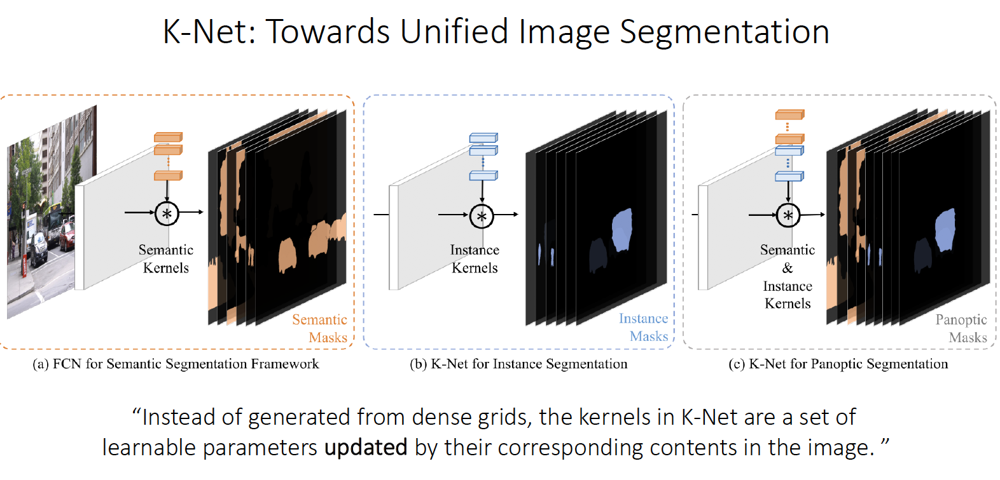 K-Net: Towards Unified Image Segmentation
Semantic
Kernels
Semantic
Masks
(a) FCN for Semantic Segmentation Framework
Instance
Kernels
Instance
Masks
(b) K-Net for Instance Segmentation
Semantic
&
Instance
Kernels
Panoptic
Masks
(c) K-Net for Panoptic Segmentation
“Instead of generated from dense grids, the kernels in K-Net are a set of
learnable parameters updated by their corresponding contents in the image. ”